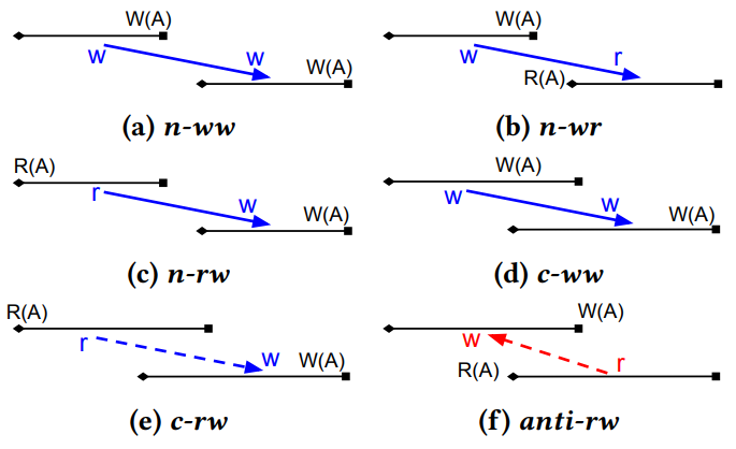 W(A)
w
w
W(A)
(a) n-ww
W(A)
w
r
R(A)
(b) n-wr
R(A)
r
w
W(A)
(c) n-rw
W(A)
w
w
W(A)
(d) c-ww
R(A)
r
w
W(A)
(e) c-rw
W(A)
w
r
R(A)
(f) anti-rw